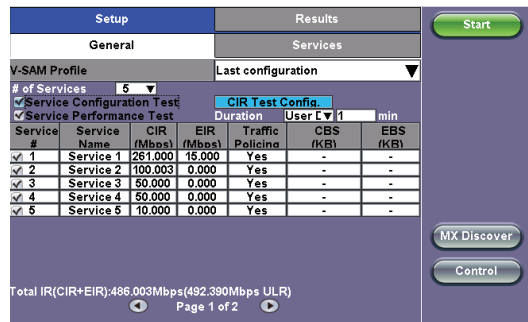 Setup Results
General Services
V-SAM Profile Last configuration
# of Services 5
Service Configuration Test CIR Test Config.
Service Performance Test Duration User 1 min
Service # Service Name CIR (Mbps) EIR (Mbps) Traffic Policing CBS (KB) EBS (KB)
1 Service 1 261.000 15.000 Yes - -
2 Service 2 100.003 0.000 Yes - -
3 Service 3 50.000 0.000 Yes - -
4 Service 4 50.000 0.000 Yes - -
5 Service 5 10.000 0.000 Yes - -
Total IR(CIR+EIR):486.003Mbps(492.390Mbps ULR)
Page 1 of 2
Start
MX Discover
Control